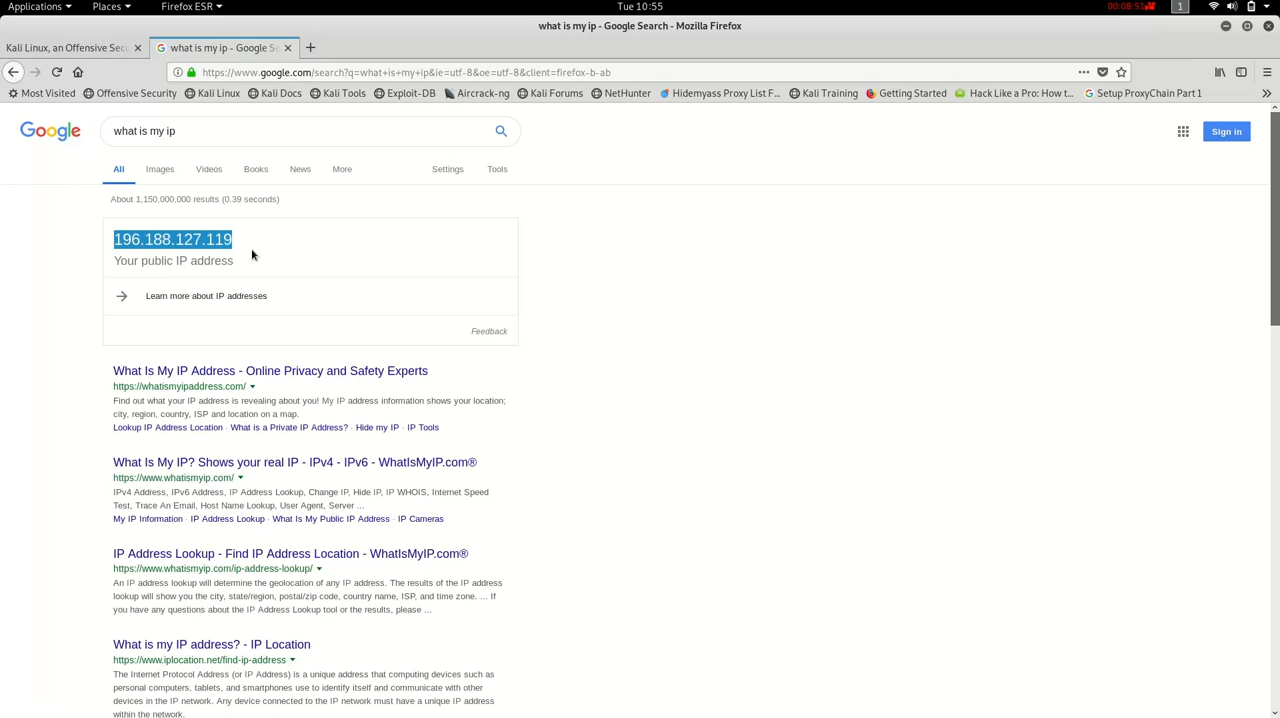 Applications Places Firefox ESR Tue 10:55 00:08:51 1
what is my ip - Google Search - Mozilla Firefox
Kali Linux, an Offensive Sec what is my ip - Google Se
https://www.google.com/search?q=what+is+my+ip&ie=utf-8&oe=utf-8&client=firefox-b-ab
Most Visited Offensive Security Kali Linux Kali Docs Kali Tools Exploit-DB Aircrack-ng Kali Forums NetHunter Hidemyass Proxy List F... Kali Training Getting Started Hack Like a Pro: How t... Setup ProxyChain Part 1
Google what is my ip Sign in
All Images Videos Books News More Settings Tools
About 1,150,000,000 results (0.39 seconds)
196.188.127.119
Your public IP address
Learn more about IP addresses
Feedback
What Is My IP Address - Online Privacy and Safety Experts
https://whatismyipaddress.com/
Find out what your IP address is revealing about you! My IP address information shows your location;
city, region, country, ISP and location on a map.
Lookup IP Address Location · What is a Private IP Address? · Hide my IP · IP Tools
What Is My IP? Shows your real IP - IPv4 - IPv6 - WhatIsMyIP.com®
https://www.whatismyip.com/
IPv4 Address, IPv6 Address, IP Address Lookup, Change IP, Hide IP, IP WHOIS, Internet Speed
Test, Trace An Email, Host Name Lookup, User Agent, Server ...
My IP Information · IP Address Lookup · What Is My Public IP Address · IP Cameras
IP Address Lookup - Find IP Address Location - WhatIsMyIP.com®
https://www.whatismyip.com/ip-address-lookup/
An IP address lookup will determine the geolocation of any IP address. The results of the IP address
lookup will show you the city, state/region, postal/zip code, country name, ISP, and time zone. ... If
you have any questions about the IP Address Lookup tool or the results, please ...
What is my IP address? - IP Location
https://www.iplocation.net/find-ip-address
The Internet Protocol Address (or IP Address) is a unique address that computing devices such as
personal computers, tablets, and smartphones use to identify itself and communicate with other
devices in the IP network. Any device connected to the IP network must have a unique IP address
within the network.